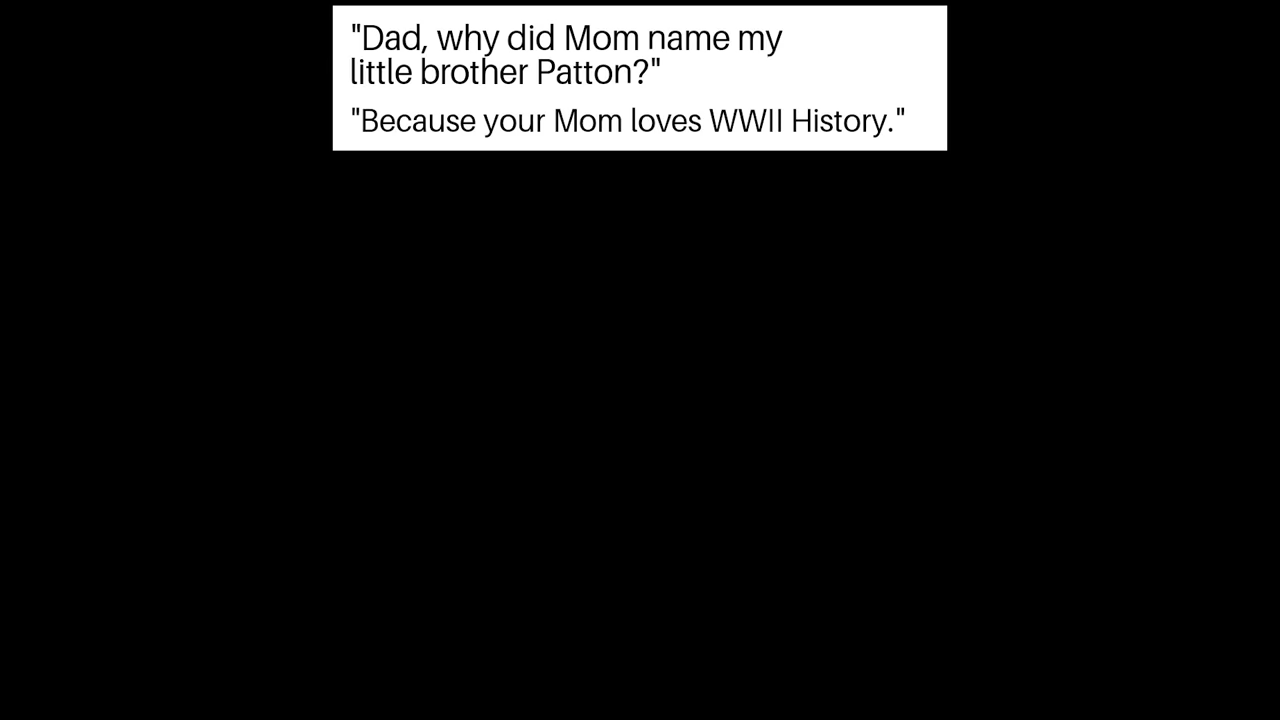 "Dad, why did Mom name my
little brother Patton?"
"Because your Mom loves WWII History."